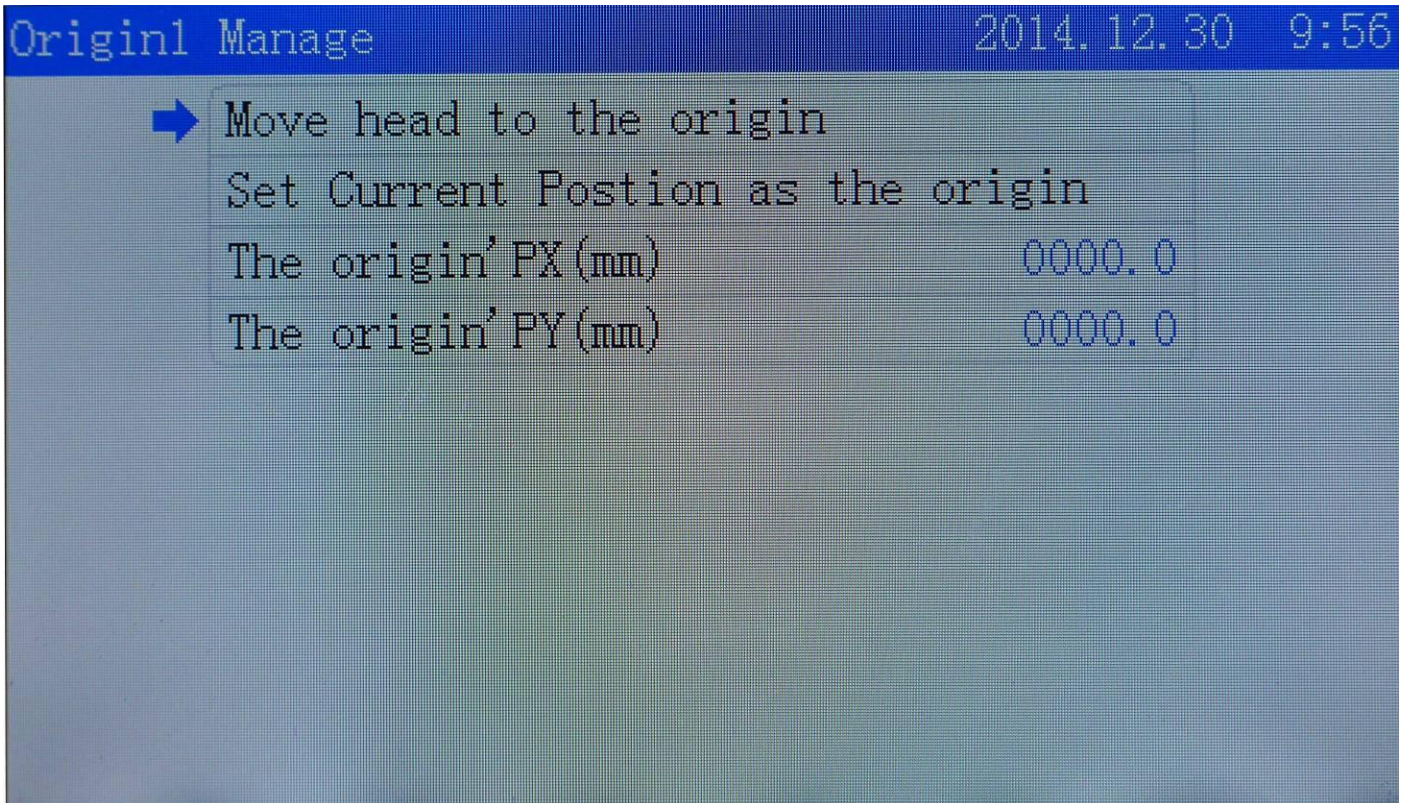 Origin1 Manage 2014.12.30 9:56
Move head to the origin
Set Current Postion as the origin
The origin'PX(mm) 0000.0
The origin'PY(mm) 0000.0